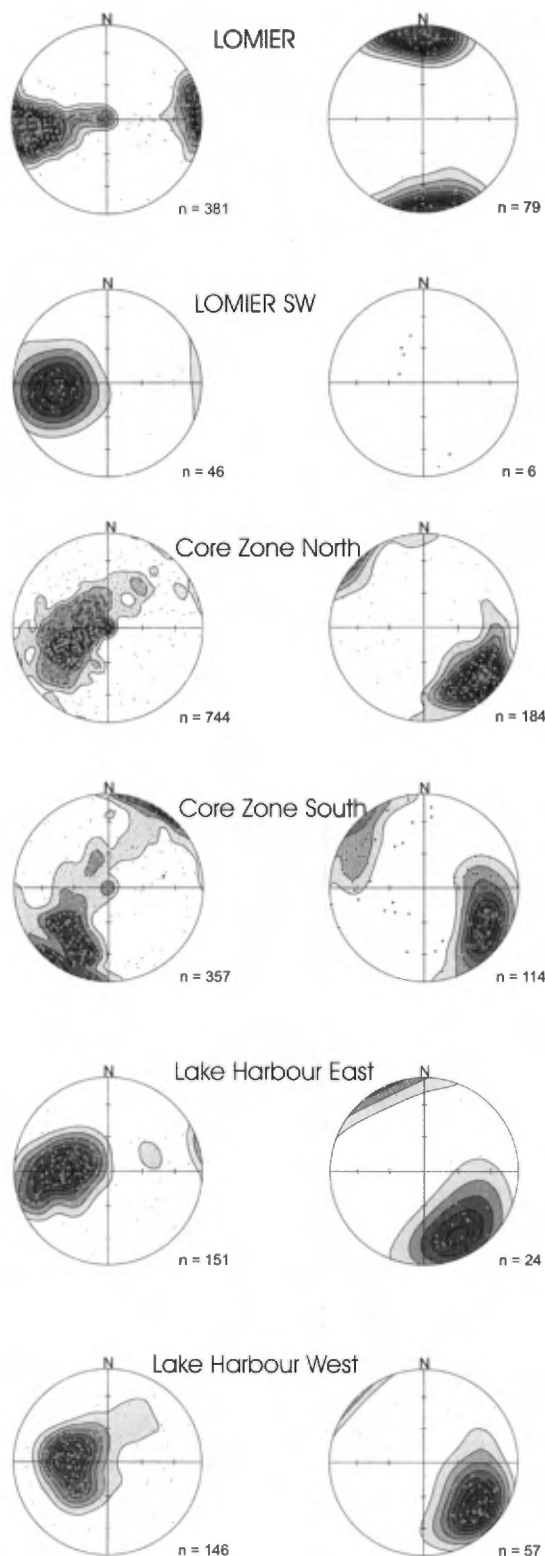 N
LOMIER
N
n = 381
n = 79
N
LOMIER SW
N
n = 46
n = 6
N
Core Zone North
N
n = 744
n = 184
N
Core Zone South
N
n = 357
n = 114
N
Lake Harbour East
N
n = 151
n = 24
N
Lake Harbour West
N
n = 146
n = 57